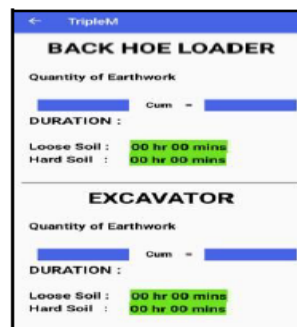 ← TripleM
BACK HOE LOADER
Quantity of Earthwork
Cum =
DURATION :
Loose Soil : 00 hr 00 mins
Hard Soil : 00 hr 00 mins
EXCAVATOR
Quantity of Earthwork
Cum =
DURATION :
Loose Soil : 00 hr 00 mins
Hard Soil : 00 hr 00 mins